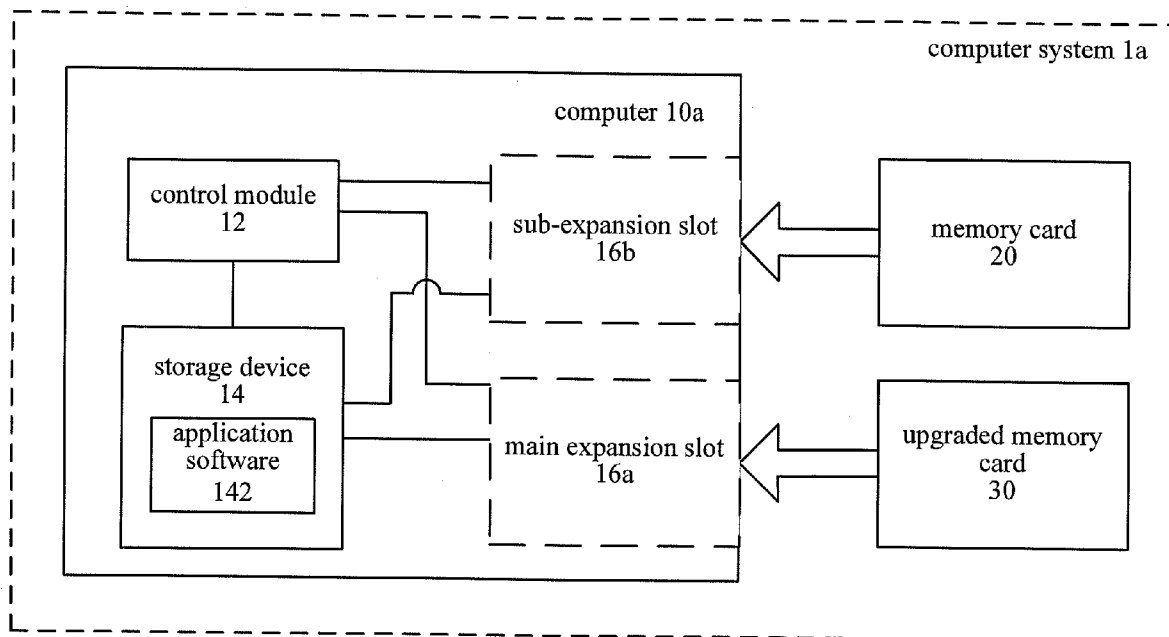 computer system 1a
computer 10a
control module
12
sub-expansion slot
16b
memory card
20
storage device
14
application
software
142
main expansion slot
16a
upgraded memory
card
30